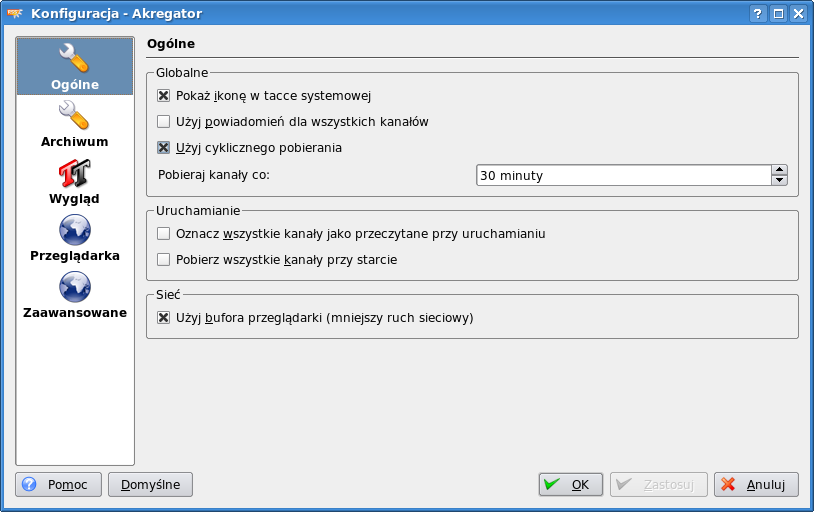 Konfiguracja - Akregator
Ogólne
Archiwum
Wygląd
Przeglądarka
Zaawansowane
Ogólne
Globalne
Pokaż ikonę w tacce systemowej
Użyj powiadomień dla wszystkich kanałów
Użyj cyklicznego pobierania
Pobieraj kanały co:
30 minuty
Uruchamianie
Oznacz wszystkie kanały jako przeczytane przy uruchamianiu
Pobierz wszystkie kanały przy starcie
Sieć
Użyj bufora przeglądarki (mniejszy ruch sieciowy)
Pomoc
Domyślne
OK
Zastosuj
Anuluj